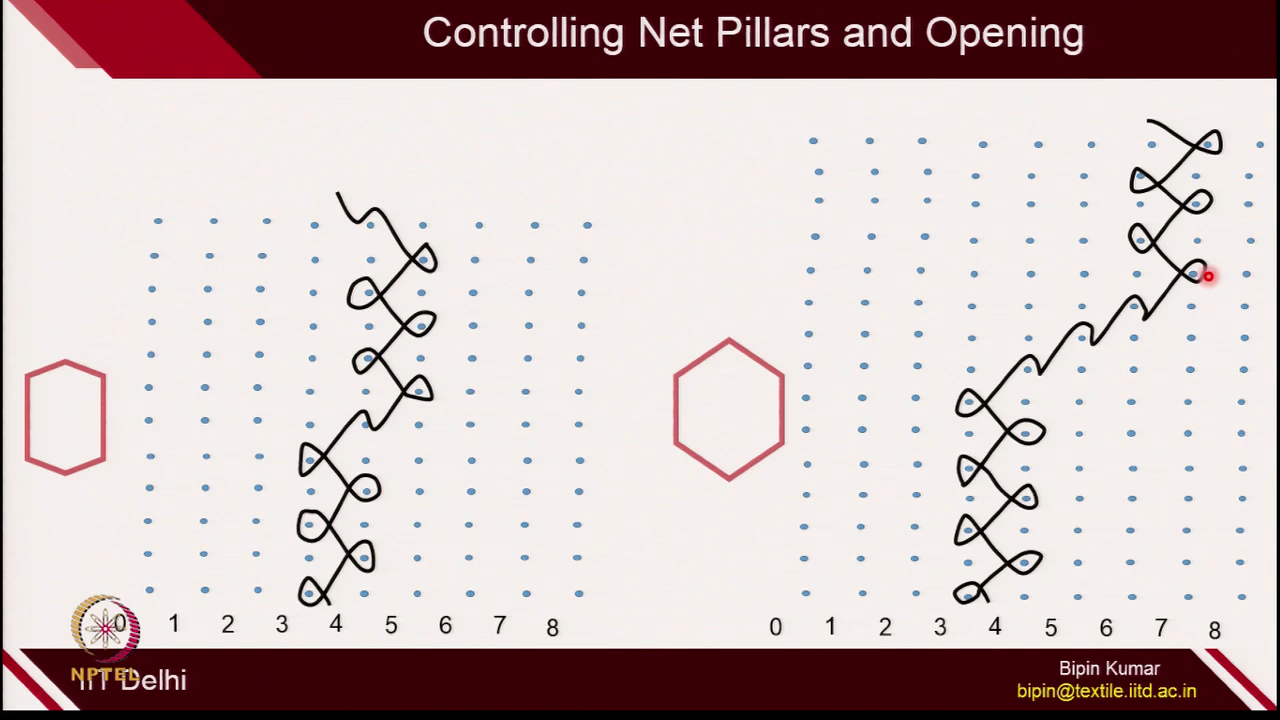 Controlling Net Pillars and Opening
0 1 2 3 4 5 6 7 8
0 1 2 3 4 5 6 7 8
NPTEL
IIT Delhi
Bipin Kumar
bipin@textile.iitd.ac.in